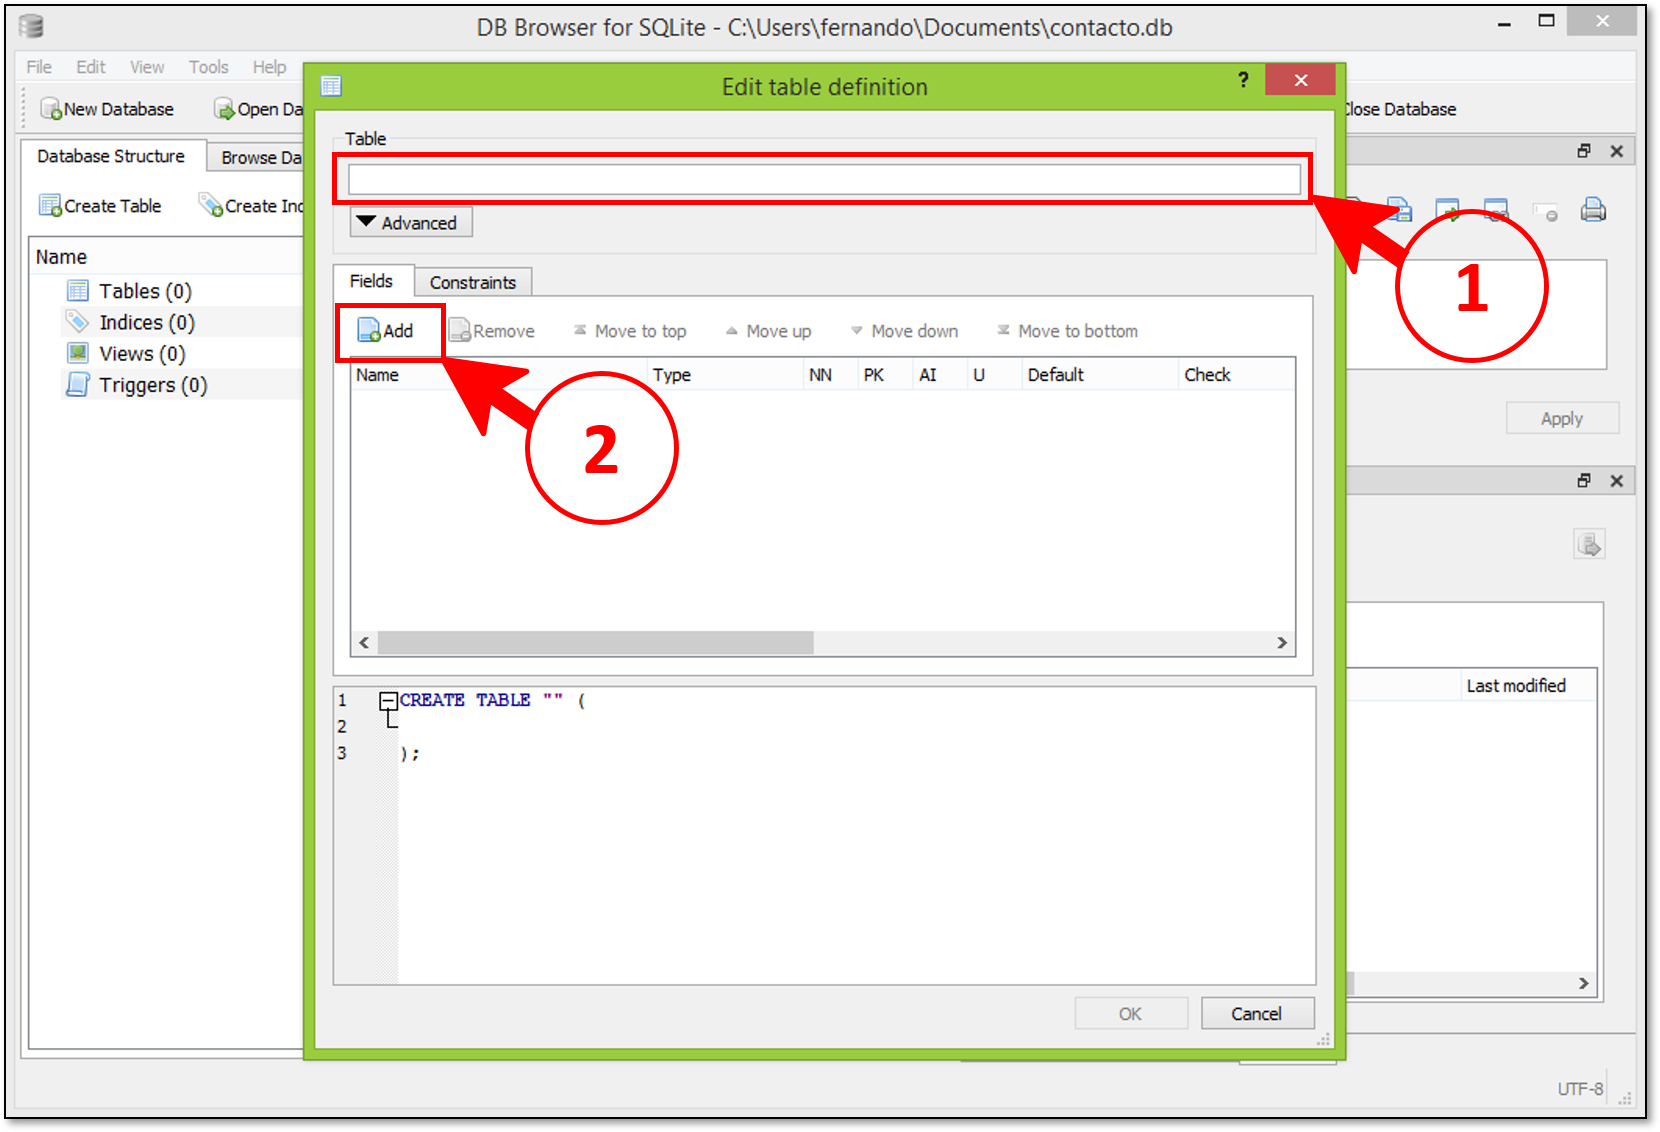 DB Browser for SQLite - C:\Users\fernando\Documents\contacto.db
File Edit View Tools Help
Edit table definition ?
New Database Open Da
Close Database
Database Structure Browse Da
Create Table Create Ind
Name
Tables (0)
Indices (0)
Views (0)
Triggers (0)
Table
Advanced
1
Fields Constraints
Add Remove Move to top Move up Move down Move to bottom
Name Type NN PK AI U Default Check
2
Apply
Last modified
1 CREATE TABLE "" (
2
3 );
OK Cancel
UTF-8